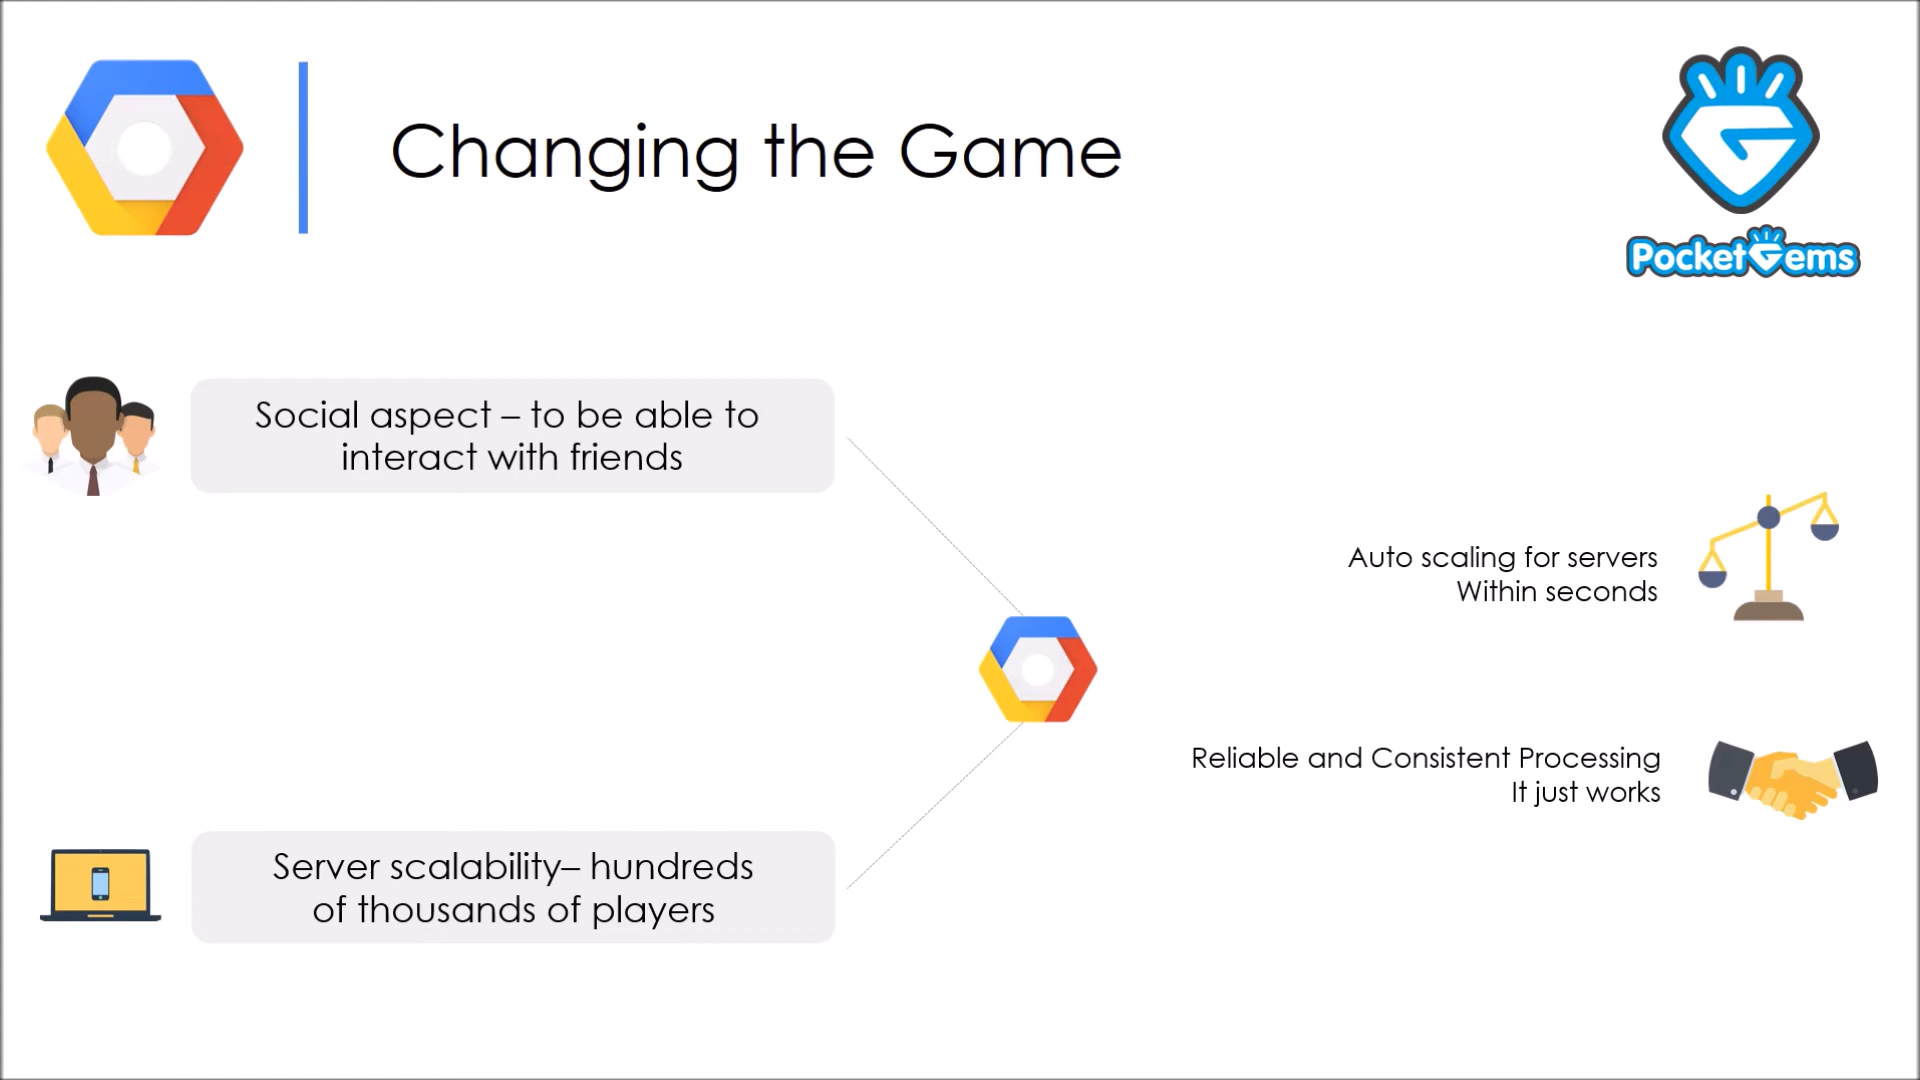 Changing the Game
PocketGems
Social aspect – to be able to
interact with friends
Auto scaling for servers
Within seconds
Reliable and Consistent Processing
It just works
Server scalability– hundreds
of thousands of players